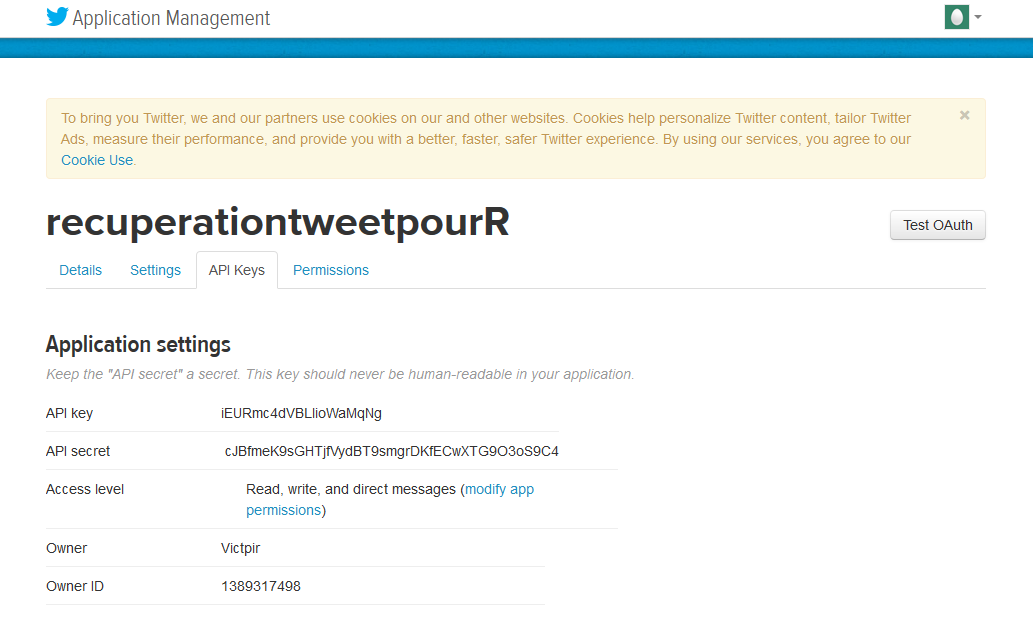 Application Management
To bring you Twitter, we and our partners use cookies on our and other websites. Cookies help personalize Twitter content, tailor Twitter
Ads, measure their performance, and provide you with a better, faster, safer Twitter experience. By using our services, you agree to our
Cookie Use.
×
recuperationtweetpourR
Test OAuth
Details Settings API Keys Permissions
Application settings
Keep the "API secret" a secret. This key should never be human-readable in your application.
API key iEURmc4dVBLIioWaMqNg
API secret cJBfmeK9sGHTjfVydBT9smgrDKfECwXTG9O3oS9C4
Access level Read, write, and direct messages (modify app
permissions)
Owner Victpir
Owner ID 1389317498